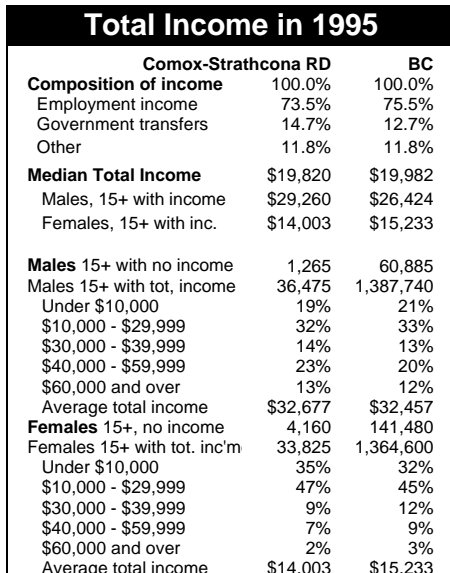 Total Income in 1995
Comox-Strathcona RD BC
Composition of income 100.0% 100.0%
Employment income 73.5% 75.5%
Government transfers 14.7% 12.7%
Other 11.8% 11.8%
Median Total Income $19,820 $19,982
Males, 15+ with income $29,260 $26,424
Females, 15+ with inc. $14,003 $15,233
Males 15+ with no income 1,265 60,885
Males 15+ with tot, income 36,475 1,387,740
Under $10,000 19% 21%
$10,000 - $29,999 32% 33%
$30,000 - $39,999 14% 13%
$40,000 - $59,999 23% 20%
$60,000 and over 13% 12%
Average total income $32,677 $32,457
Females 15+, no income 4,160 141,480
Females 15+ with tot. inc'm 33,825 1,364,600
Under $10,000 35% 32%
$10,000 - $29,999 47% 45%
$30,000 - $39,999 9% 12%
$40,000 - $59,999 7% 9%
$60,000 and over 2% 3%
Average total income $14,003 $15,233